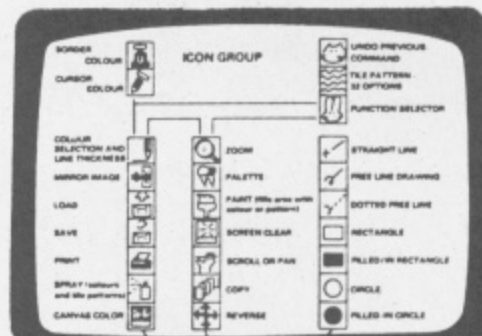 BORDER
COLOUR
CURSOR
COLOUR
ICON GROUP
UNDO PREVIOUS
COMMAND
TILE PATTERN
32 OPTIONS
FUNCTION SELECTOR
COLOUR
SELECTION AND
LINE THICKNESS
MIRROR IMAGE
LOAD
SAVE
PRINT
SPRAY (colours
and tile patterns)
CANVAS COLOR
ZOOM
PALETTE
PAINT (fills area with
colour or pattern)
SCREEN CLEAR
SCROLL OR PAN
COPY
REVERSE
STRAIGHT LINE
FREE LINE DRAWING
DOTTED FREE LINE
RECTANGLE
FILLED-IN RECTANGLE
CIRCLE
FILLED-IN CIRCLE